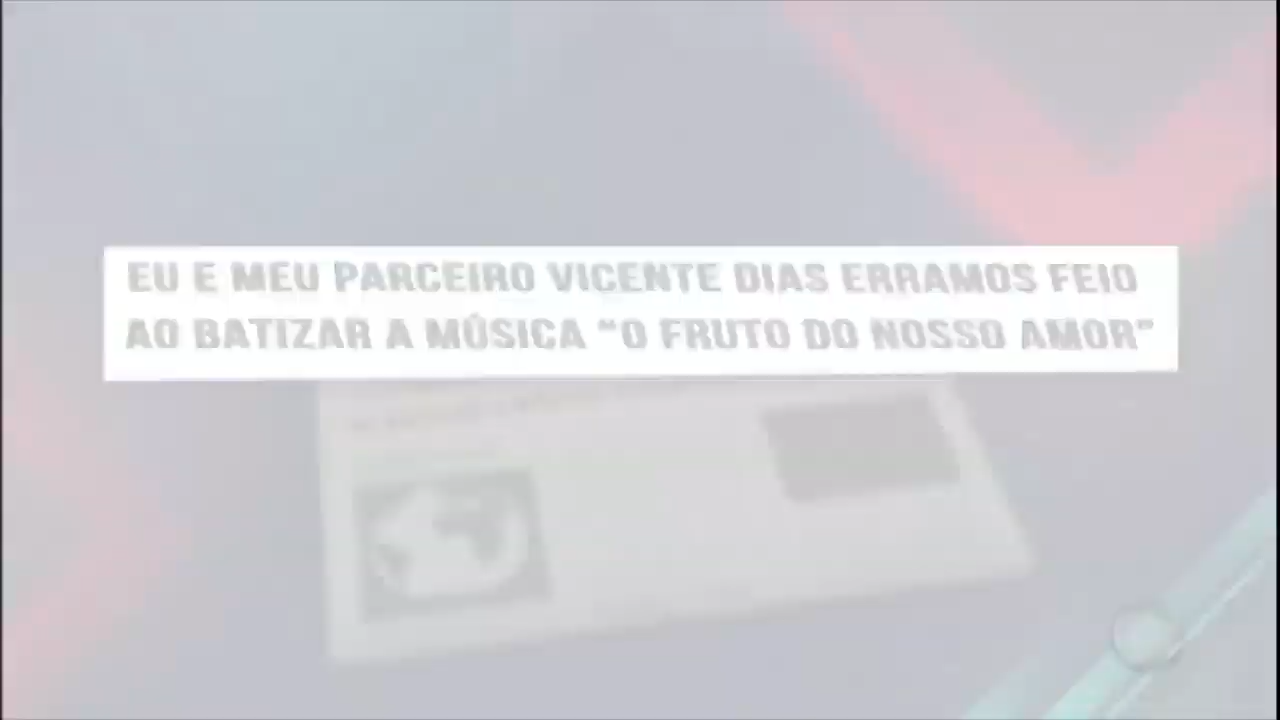 EU E MEU PARCEIRO VICENTE DIAS ERRAMOS FEIO
AO BATIZAR A MÚSICA "O FRUTO DO NOSSO AMOR"